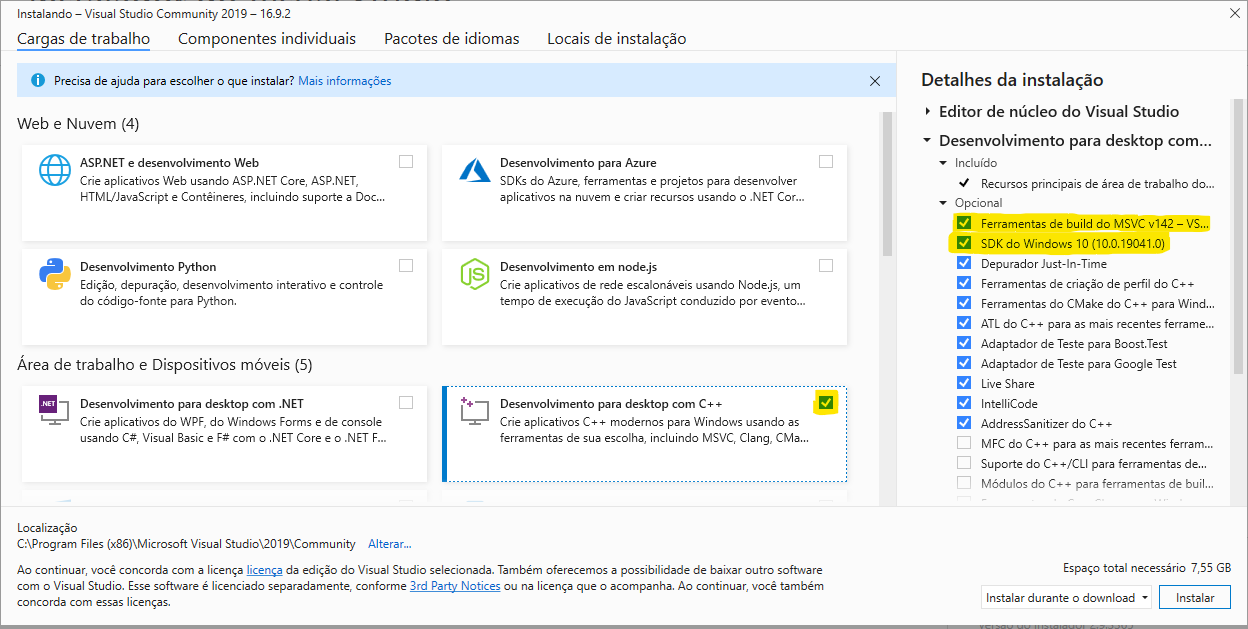 Instalando – Visual Studio Community 2019 – 16.9.2
Cargas de trabalho
Componentes individuais
Pacotes de idiomas
Locais de instalação
Precisa de ajuda para escolher o que instalar? Mais informações
Web e Nuvem (4)
ASP.NET e desenvolvimento Web
Crie aplicativos Web usando ASP.NET Core, ASP.NET,
HTML/JavaScript e Contêineres, incluindo suporte a Doc...
Desenvolvimento para Azure
SDKs do Azure, ferramentas e projetos para desenvolver
aplicativos na nuvem e criar recursos usando o .NET Cor...
Desenvolvimento Python
Edição, depuração, desenvolvimento interativo e controle
do código-fonte para Python.
JS
Desenvolvimento em node.js
Crie aplicativos de rede escalonáveis usando Node.js, um
tempo de execução do JavaScript conduzido por evento...
Área de trabalho e Dispositivos móveis (5)
.NET
Desenvolvimento para desktop com .NET
Crie aplicativos do WPF, do Windows Forms e de console
usando C#, Visual Basic e F# com o .NET Core e o .NET F...
Desenvolvimento para desktop com C++
Crie aplicativos C++ modernos para Windows usando as
ferramentas de sua escolha, incluindo MSVC, Clang, CMa...
Detalhes da instalação
Editor de núcleo do Visual Studio
Desenvolvimento para desktop com...
Incluído
Recursos principais de área de trabalho do...
Opcional
Ferramentas de build do MSVC v142 – VS...
SDK do Windows 10 (10.0.19041.0)
Depurador Just-In-Time
Ferramentas de criação de perfil do C++
Ferramentas do CMake do C++ para Wind...
ATL do C++ para as mais recentes ferrame...
Adaptador de Teste para Boost.Test
Adaptador de Teste para Google Test
Live Share
IntelliCode
AddressSanitizer do C++
MFC do C++ para as mais recentes ferram...
Suporte do C++/CLI para ferramentas de...
Módulos do C++ para ferramentas de buil...
Localização
C:\Program Files (x86)\Microsoft Visual Studio\2019\Community Alterar...
Ao continuar, você concorda com a licença licença da edição do Visual Studio selecionada. Também oferecemos a possibilidade de baixar outro software
com o Visual Studio. Esse software é licenciado separadamente, conforme 3rd Party Notices ou na licença que o acompanha. Ao continuar, você também
concorda com essas licenças.
Espaço total necessário 7,55 GB
Instalar durante o download
Instalar